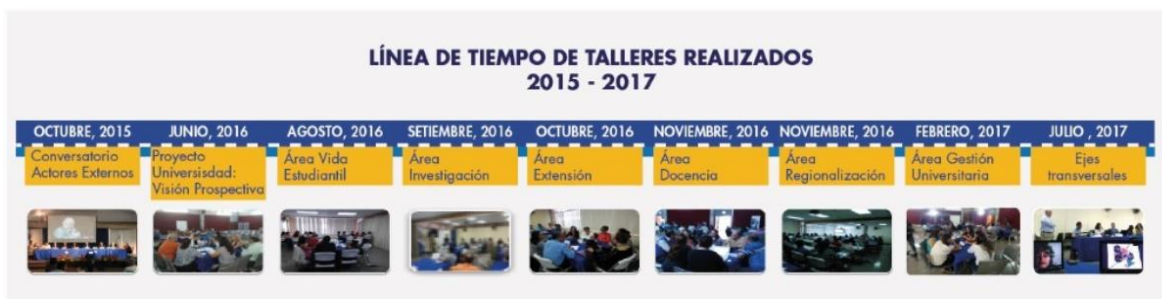 LÍNEA DE TIEMPO DE TALLERES REALIZADOS
2015 - 2017
OCTUBRE, 2015
Conversatorio
Actores Externos
JUNIO, 2016
Proyecto
Universisdad:
Visión Prospectiva
AGOSTO, 2016
Área Vida
Estudiantil
SETIEMBRE, 2016
Área
Investigación
OCTUBRE, 2016
Área
Extensión
NOVIEMBRE, 2016
Área
Docencia
NOVIEMBRE, 2016
Área
Regionalización
FEBRERO, 2017
Área Gestión
Universitaria
JULIO , 2017
Ejes
transversales